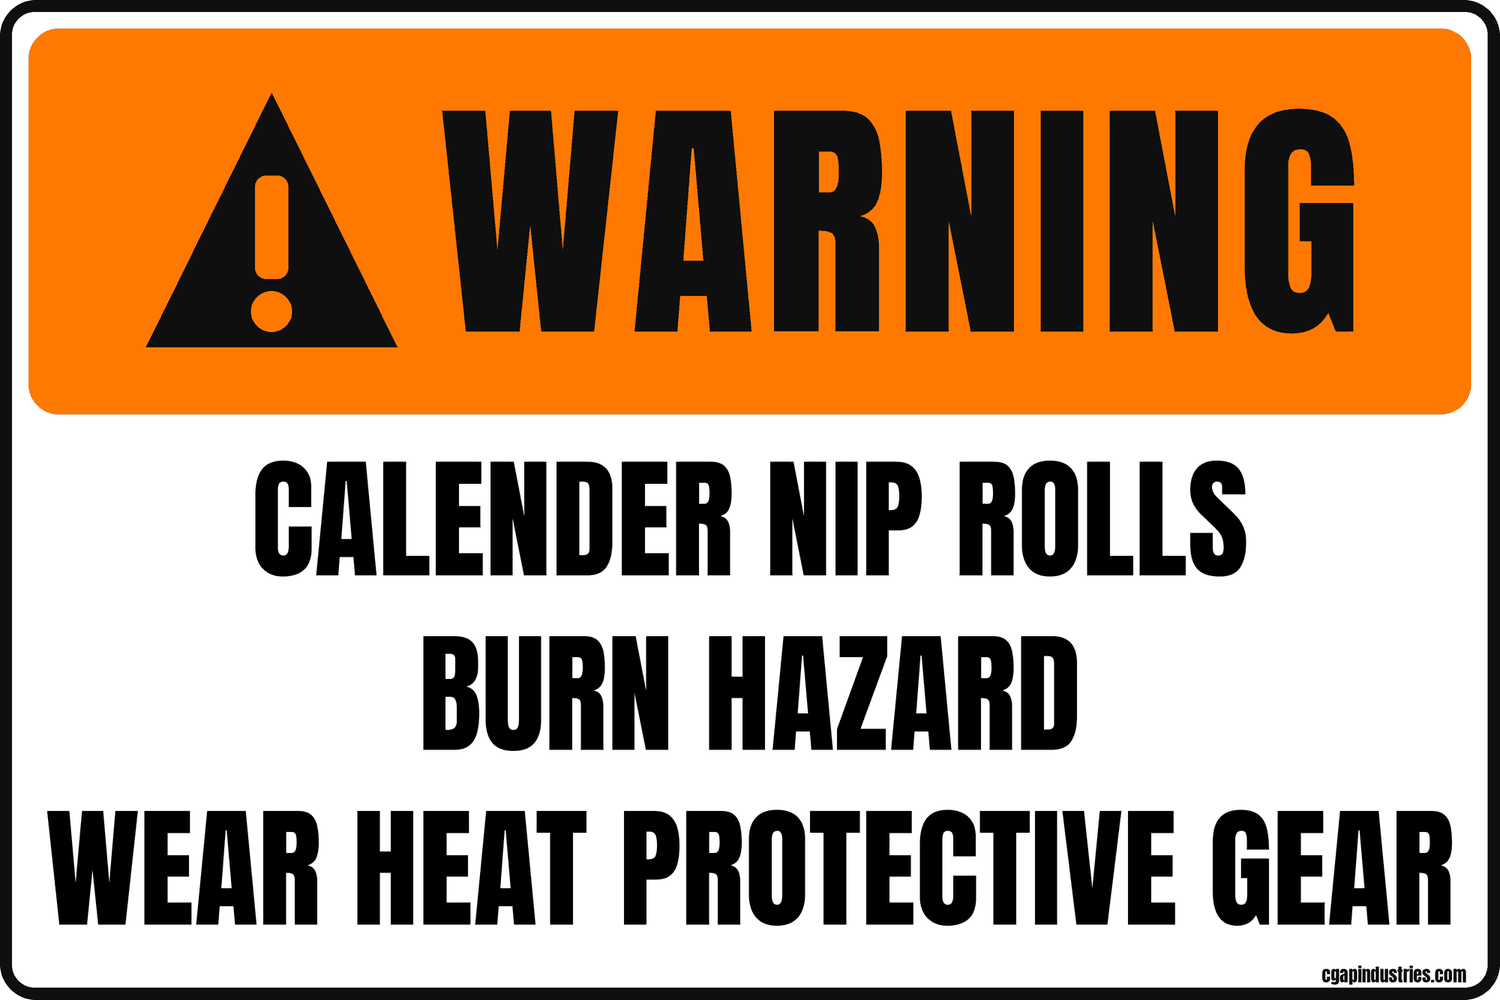 WARNING
CALENDER NIP ROLLS
BURN HAZARD
WEAR HEAT PROTECTIVE GEAR
cgapindustries.com